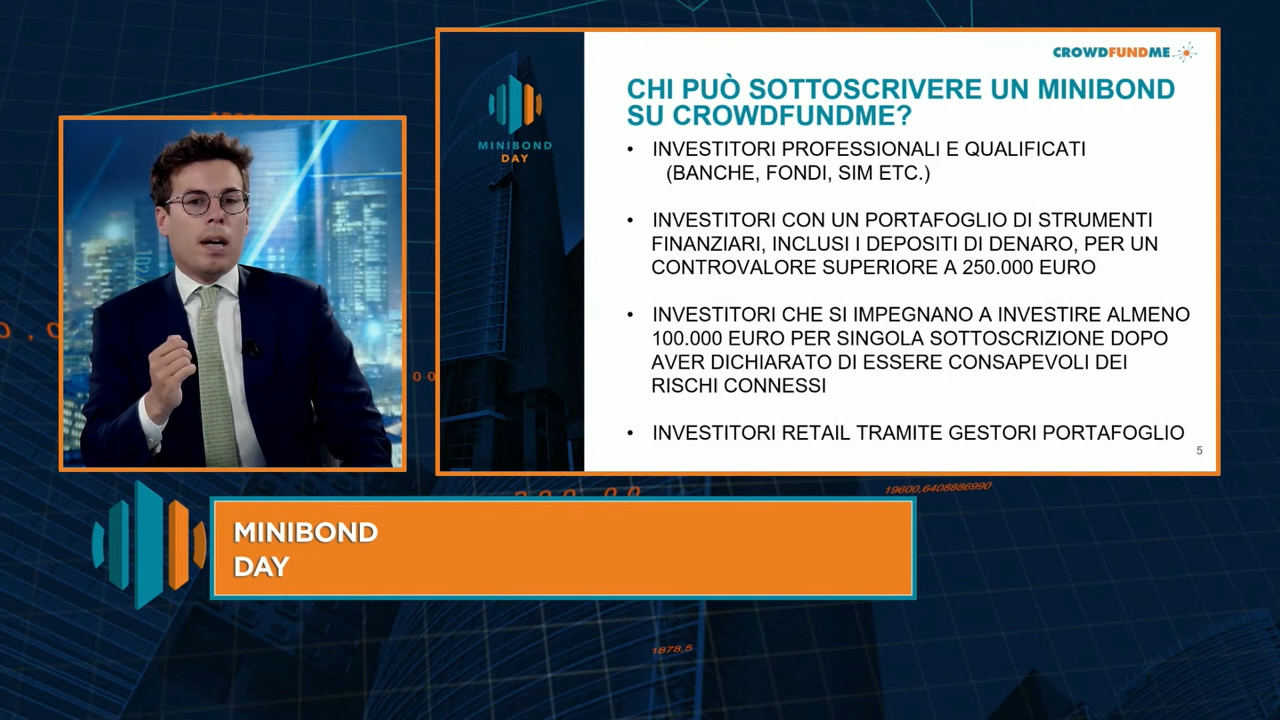 CROWDFUNDME
CHI PUÒ SOTTOSCRIVERE UN MINIBOND
SU CROWDFUNDME?
MINIBOND
DAY
• INVESTITORI PROFESSIONALI E QUALIFICATI
(BANCHE, FONDI, SIM ETC.)
• INVESTITORI CON UN PORTAFOGLIO DI STRUMENTI
FINANZIARI, INCLUSI I DEPOSITI DI DENARO, PER UN
CONTROVALORE SUPERIORE A 250.000 EURO
• INVESTITORI CHE SI IMPEGNANO A INVESTIRE ALMENO
100.000 EURO PER SINGOLA SOTTOSCRIZIONE DOPO
AVER DICHIARATO DI ESSERE CONSAPEVOLI DEI
RISCHI CONNESSI
• INVESTITORI RETAIL TRAMITE GESTORI PORTAFOGLIO
5
19600,6408886990
MINIBOND
DAY
1878,5